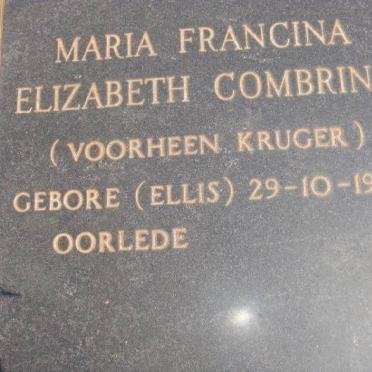 MARIA FRANCINA
ELIZABETH COMBRIN
(VOORHEEN KRUGER)
GEBORE (ELLIS) 29-10-19
OORLEDE